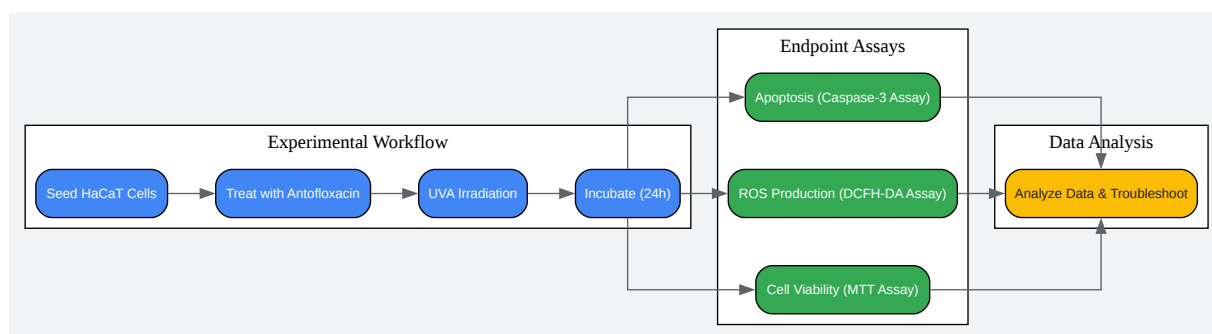 Experimental Workflow
Seed HaCaT Cells
Treat with Antofloxacin
UVA Irradiation
Incubate (24h)
Endpoint Assays
Apoptosis (Caspase-3 Assay)
ROS Production (DCFH-DA Assay)
Cell Viability (MTT Assay)
Data Analysis
Analyze Data & Troubleshoot